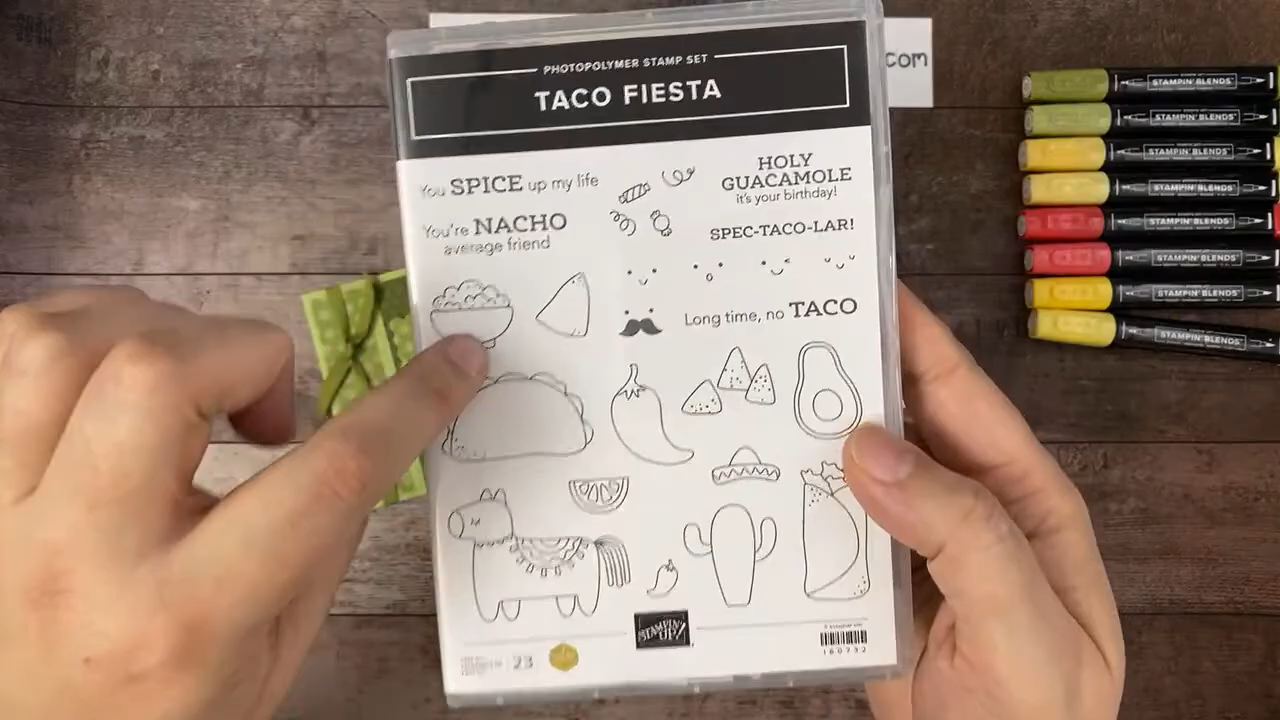 PHOTOPOLYMER STAMP SET
TACO FIESTA
You SPICE up my life
HOLY
GUACAMOLE
it's your birthday!
You're NACHO
average friend
SPEC-TACO-LAR!
Long time, no TACO
STAMPIN' UP!
23
160732
com
STAMPIN' BLENDS
STAMPIN' BLENDS
STAMPIN' BLENDS
STAMPIN' BLENDS
STAMPIN' BLENDS
STAMPIN' BLENDS
STAMPIN' BLENDS
STAMPIN' BLENDS